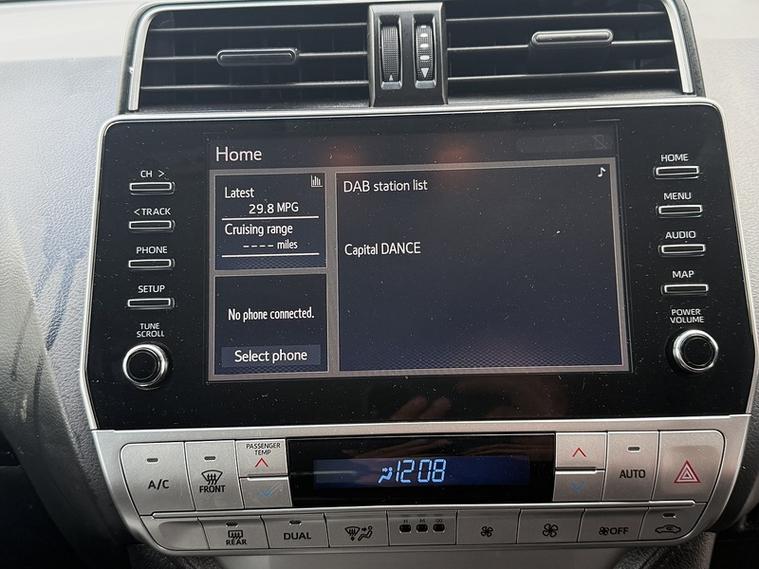 Home
Latest
29.8 MPG
Cruising range
---- miles
No phone connected.
Select phone
DAB station list
Capital DANCE
CH >
< TRACK
PHONE
SETUP
TUNE
SCROLL
HOME
MENU
AUDIO
MAP
POWER
VOLUME
A/C
FRONT
PASSENGER
TEMP
12:08
AUTO
REAR
DUAL
OFF